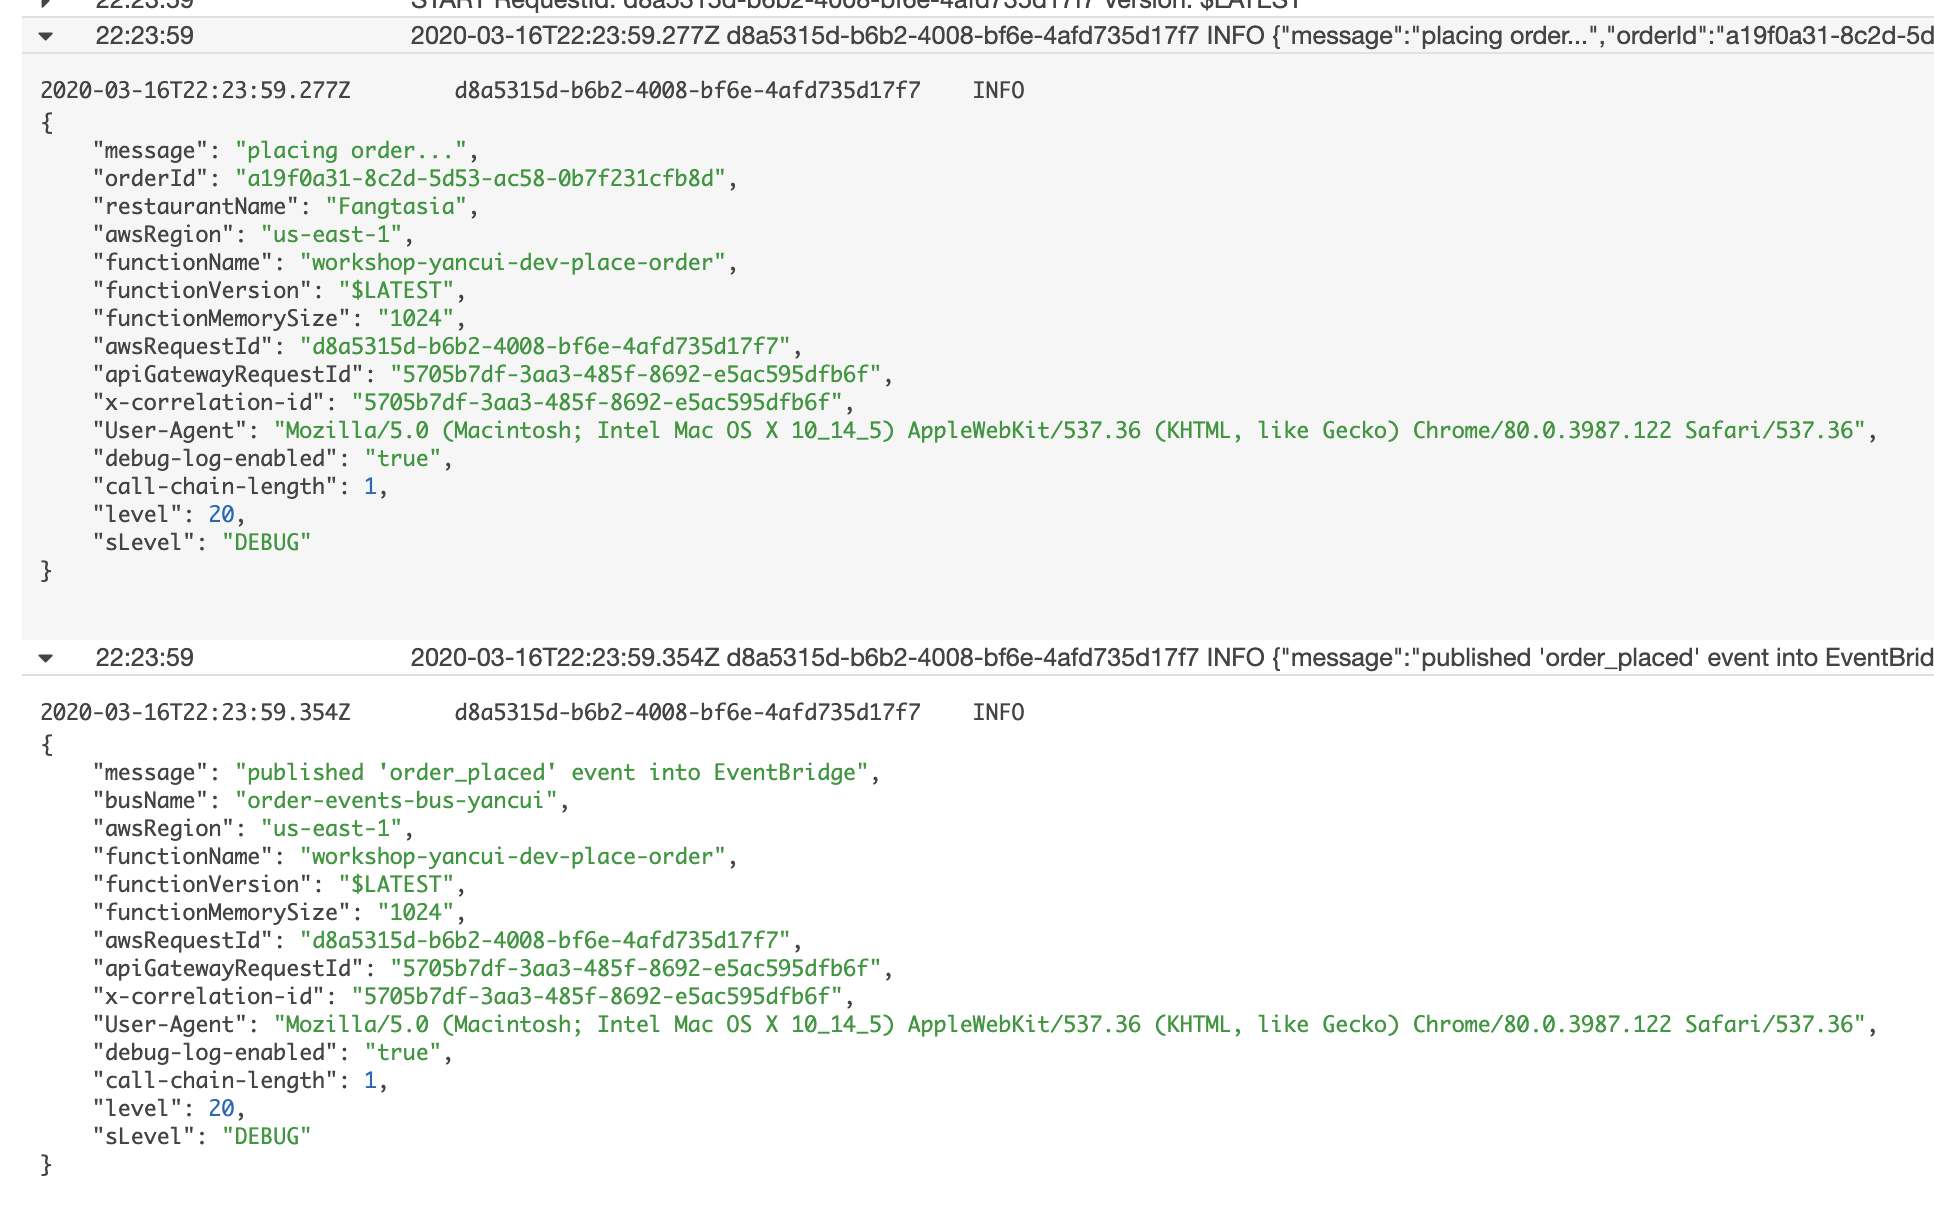 22:23:59 START RequestId: d8a5315d-b6b2-4008-bf6e-4afd735d17f7 Version: $LATEST
22:23:59 2020-03-16T22:23:59.277Z d8a5315d-b6b2-4008-bf6e-4afd735d17f7 INFO {"message":"placing order...","orderId":"a19f0a31-8c2d-5d
2020-03-16T22:23:59.277Z d8a5315d-b6b2-4008-bf6e-4afd735d17f7 INFO
{
"message": "placing order...",
"orderId": "a19f0a31-8c2d-5d53-ac58-0b7f231cfb8d",
"restaurantName": "Fangtasia",
"awsRegion": "us-east-1",
"functionName": "workshop-yancui-dev-place-order",
"functionVersion": "$LATEST",
"functionMemorySize": "1024",
"awsRequestId": "d8a5315d-b6b2-4008-bf6e-4afd735d17f7",
"apiGatewayRequestId": "5705b7df-3aa3-485f-8692-e5ac595dfb6f",
"x-correlation-id": "5705b7df-3aa3-485f-8692-e5ac595dfb6f",
"User-Agent": "Mozilla/5.0 (Macintosh; Intel Mac OS X 10_14_5) AppleWebKit/537.36 (KHTML, like Gecko) Chrome/80.0.3987.122 Safari/537.36",
"debug-log-enabled": "true",
"call-chain-length": 1,
"level": 20,
"sLevel": "DEBUG"
}
22:23:59 2020-03-16T22:23:59.354Z d8a5315d-b6b2-4008-bf6e-4afd735d17f7 INFO {"message":"published 'order_placed' event into EventBrid
2020-03-16T22:23:59.354Z d8a5315d-b6b2-4008-bf6e-4afd735d17f7 INFO
{
"message": "published 'order_placed' event into EventBridge",
"busName": "order-events-bus-yancui",
"awsRegion": "us-east-1",
"functionName": "workshop-yancui-dev-place-order",
"functionVersion": "$LATEST",
"functionMemorySize": "1024",
"awsRequestId": "d8a5315d-b6b2-4008-bf6e-4afd735d17f7",
"apiGatewayRequestId": "5705b7df-3aa3-485f-8692-e5ac595dfb6f",
"x-correlation-id": "5705b7df-3aa3-485f-8692-e5ac595dfb6f",
"User-Agent": "Mozilla/5.0 (Macintosh; Intel Mac OS X 10_14_5) AppleWebKit/537.36 (KHTML, like Gecko) Chrome/80.0.3987.122 Safari/537.36",
"debug-log-enabled": "true",
"call-chain-length": 1,
"level": 20,
"sLevel": "DEBUG"
}